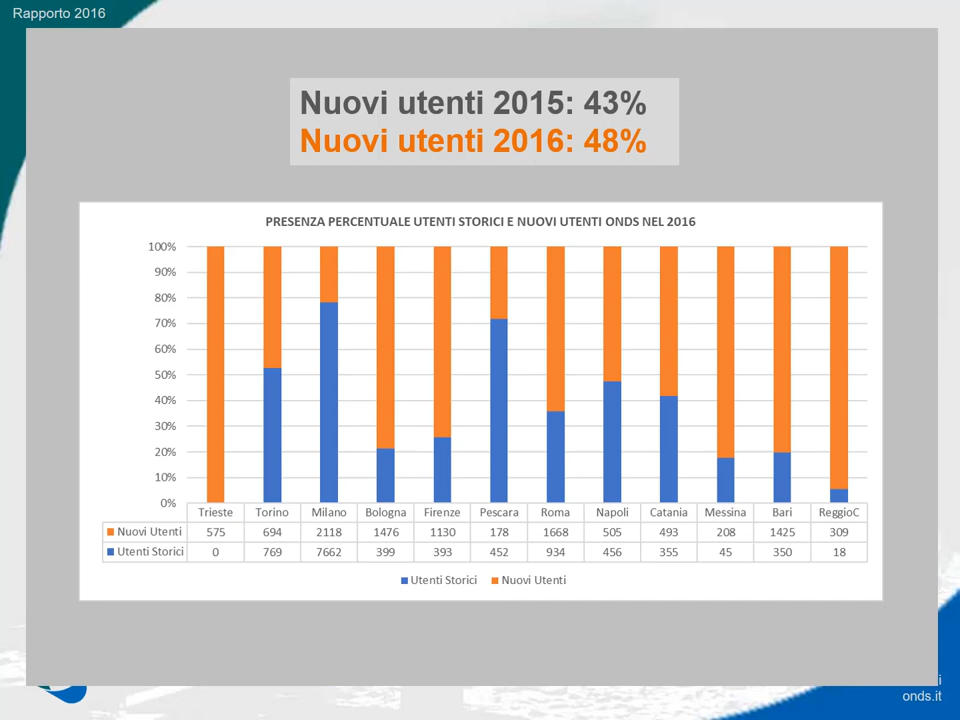 Rapporto 2016
Nuovi utenti 2015: 43%
Nuovi utenti 2016: 48%
PRESENZA PERCENTUALE UTENTI STORICI E NUOVI UTENTI ONDS NEL 2016
100%
90%
80%
70%
60%
50%
40%
30%
20%
10%
0%
Trieste Torino Milano Bologna Firenze Pescara Roma Napoli Catania Messina Bari ReggioC
Nuovi Utenti 575 694 2118 1476 1130 178 1668 505 493 208 1425 309
Utenti Storici 0 769 7662 399 393 452 934 456 355 45 350 18
Utenti Storici Nuovi Utenti
onds.it